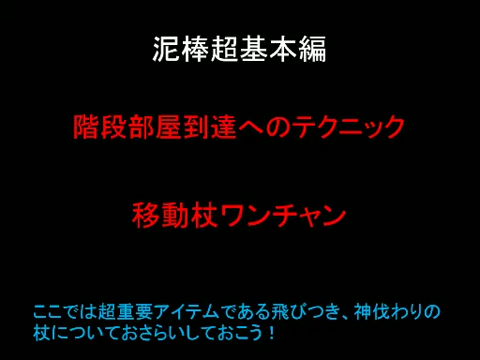 泥棒超基本編
階段部屋到達へのテクニック
移動杖ワンチャン
ここでは超重要アイテムである飛びつき、神伐わりの
杖についておさらいしておこう！